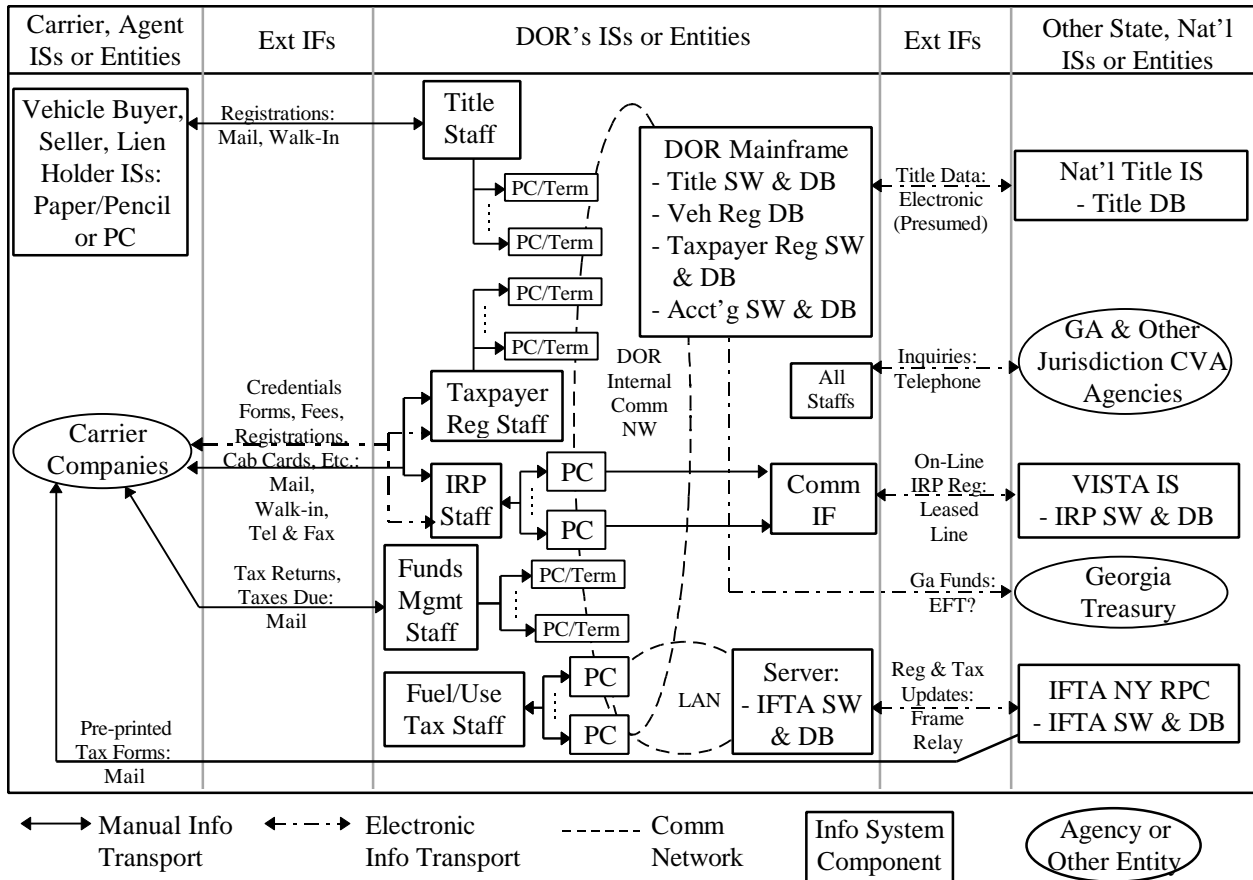 Carrier, Agent
ISs or Entities
Ext IFs
DOR's ISs or Entities
Ext IFs
Other State, Nat'l
ISs or Entities
Vehicle Buyer,
Seller, Lien
Holder ISs:
Paper/Pencil
or PC
Registrations:
Mail, Walk-In
Title
Staff
PC/Term
PC/Term
DOR Mainframe
- Title SW & DB
- Veh Reg DB
- Taxpayer Reg SW
& DB
- Acct'g SW & DB
Title Data:
Electronic
(Presumed)
Nat'l Title IS
- Title DB
PC/Term
PC/Term
DOR
Internal
Comm
NW
All
Staffs
Inquiries:
Telephone
GA & Other
Jurisdiction CVA
Agencies
Carrier
Companies
Credentials
Forms, Fees,
Registrations,
Cab Cards, Etc.:
Mail,
Walk-in,
Tel & Fax
Taxpayer
Reg Staff
IRP
Staff
PC
PC
Comm
IF
On-Line
IRP Reg:
Leased
Line
VISTA IS
- IRP SW & DB
Tax Returns,
Taxes Due:
Mail
Funds
Mgmt
Staff
PC/Term
PC/Term
Ga Funds:
EFT?
Georgia
Treasury
Fuel/Use
Tax Staff
PC
PC
LAN
Server:
- IFTA SW
& DB
Reg & Tax
Updates:
Frame
Relay
IFTA NY RPC
- IFTA SW & DB
Pre-printed
Tax Forms:
Mail
Manual Info
Transport
Electronic
Info Transport
Comm
Network
Info System
Component
Agency or
Other Entity